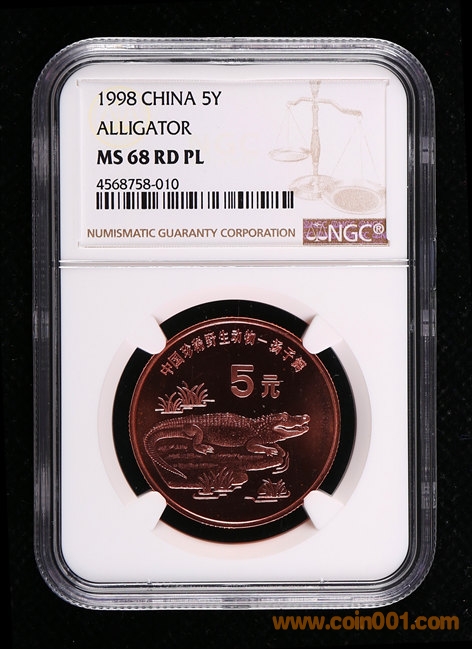 1998 CHINA 5Y
ALLIGATOR
MS 68 RD PL
4568758-010
NUMISMATIC GUARANTY CORPORATION
NGC®
中国珍稀野生动物—扬子鳄
5元
www.coin001.com